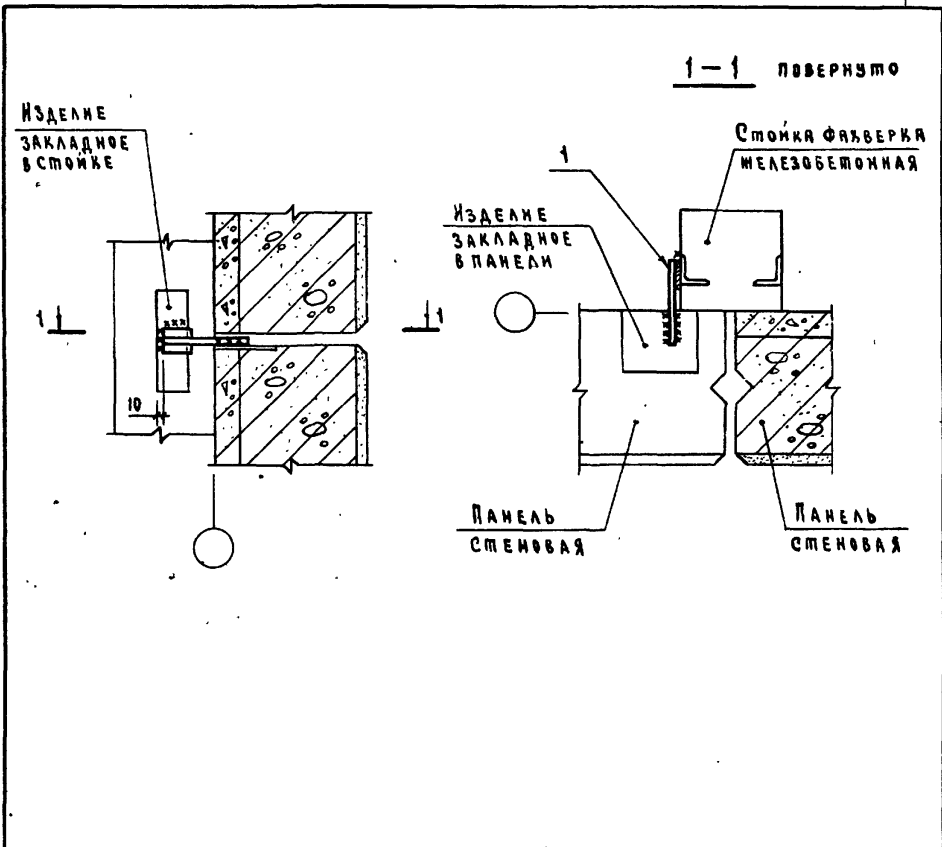 1-1 повернуто
Изделие
закладное
в стойке
1
1
10
1
Изделие
закладное
в панели
Стойка фахверка
железобетонная
Панель
стеновая
Панель
стеновая